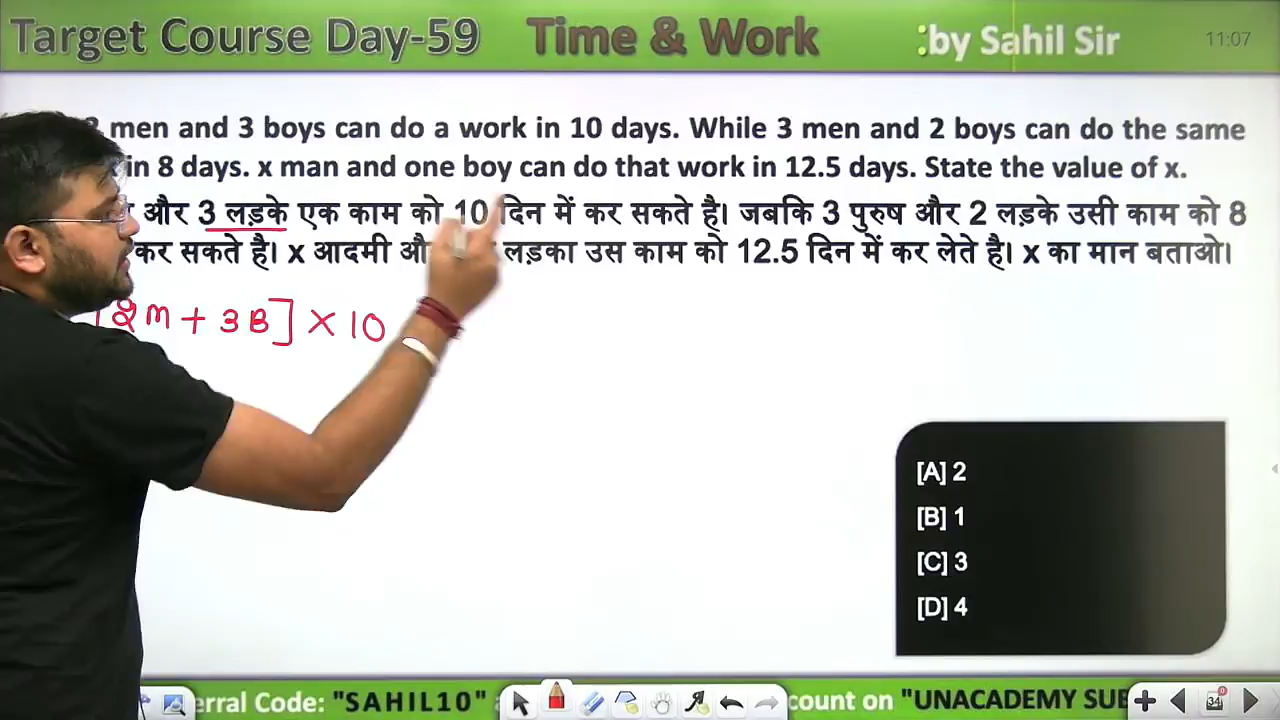 Target Course Day-59 Time & Work :by Sahil Sir 11:07
men and 3 boys can do a work in 10 days. While 3 men and 2 boys can do the same
in 8 days. x man and one boy can do that work in 12.5 days. State the value of x.
और 3 लड़के एक काम को 10 दिन में कर सकते है। जबकि 3 पुरुष और 2 लड़के उसी काम को 8
कर सकते है। x आदमी लड़का उस काम को 12.5 दिन में कर लेते है। x का मान बताओ।
[2M + 3B] × 10
[A] 2
[B] 1
[C] 3
[D] 4
Code: "SAHIL10" on "UNACADEMY
34